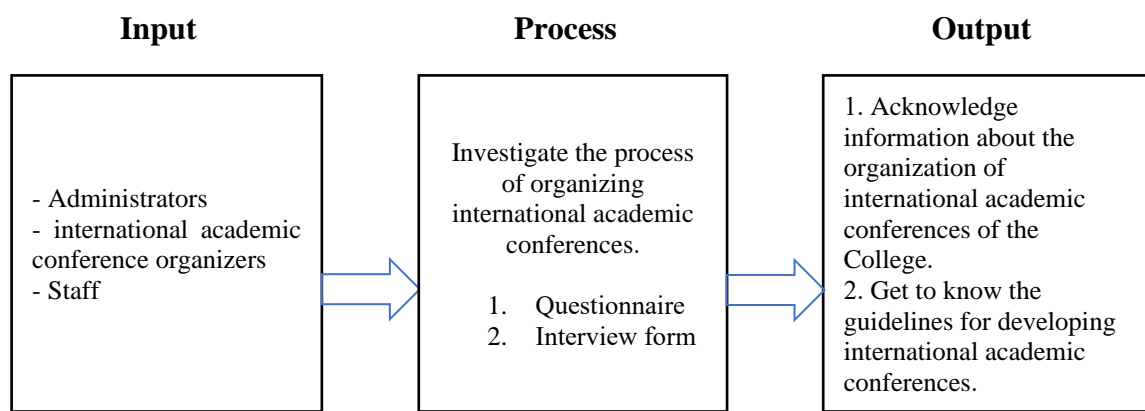 Input
Process
Output
- Administrators
- international academic
conference organizers
- Staff
Investigate the process
of organizing
international academic
conferences.
1. Questionnaire
2. Interview form
1. Acknowledge
information about the
organization of
international academic
conferences of the
College.
2. Get to know the
guidelines for developing
international academic
conferences.